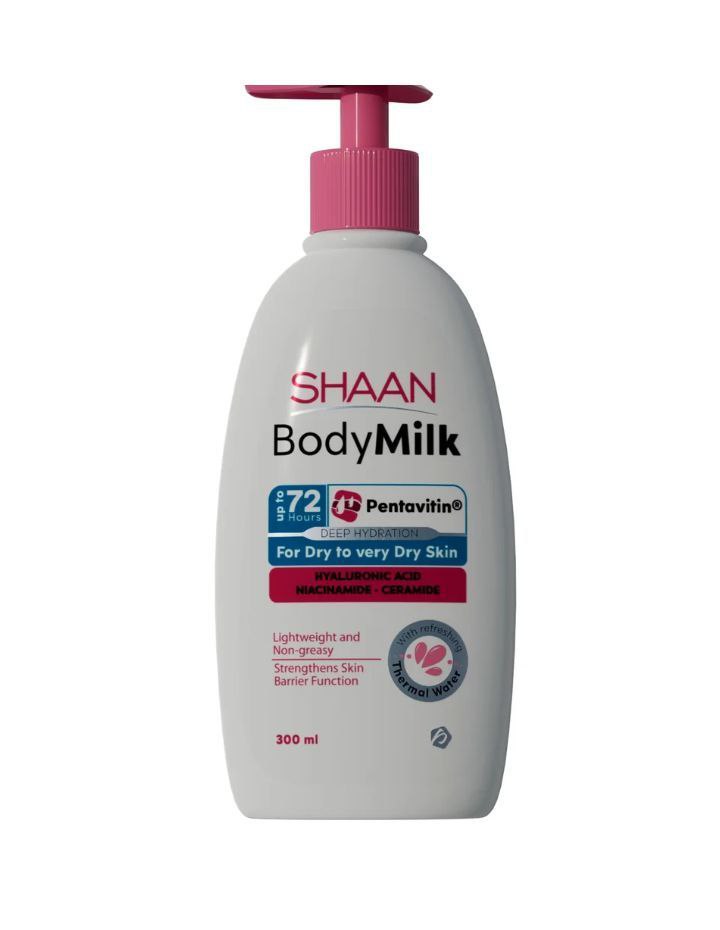 SHAAN
BodyMilk
up to 72 Hours
Pentavitin®
DEEP HYDRATION
For Dry to very Dry Skin
HYALURONIC ACID
NIACINAMIDE - CERAMIDE
Lightweight and
Non-greasy
Strengthens Skin
Barrier Function
With refreshing
Thermal Water
300 ml